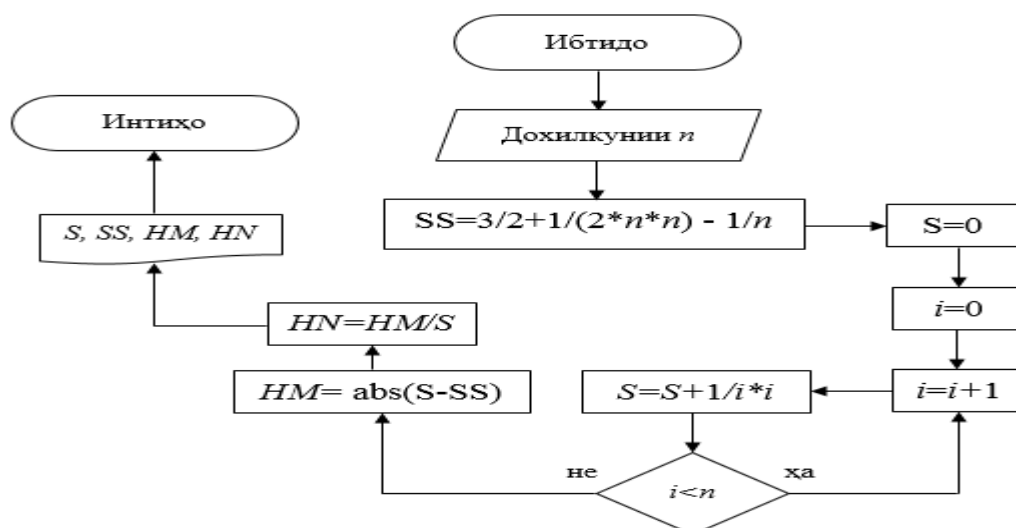 Ибтидо
Дохилкунии n
SS=3/2+1/(2*n*n) - 1/n
S=0
i=0
i=i+1
S=S+1/i*i
i<n
ҳа
не
HM= abs(S-SS)
HN=HM/S
S, SS, HM, HN
Интиҳо